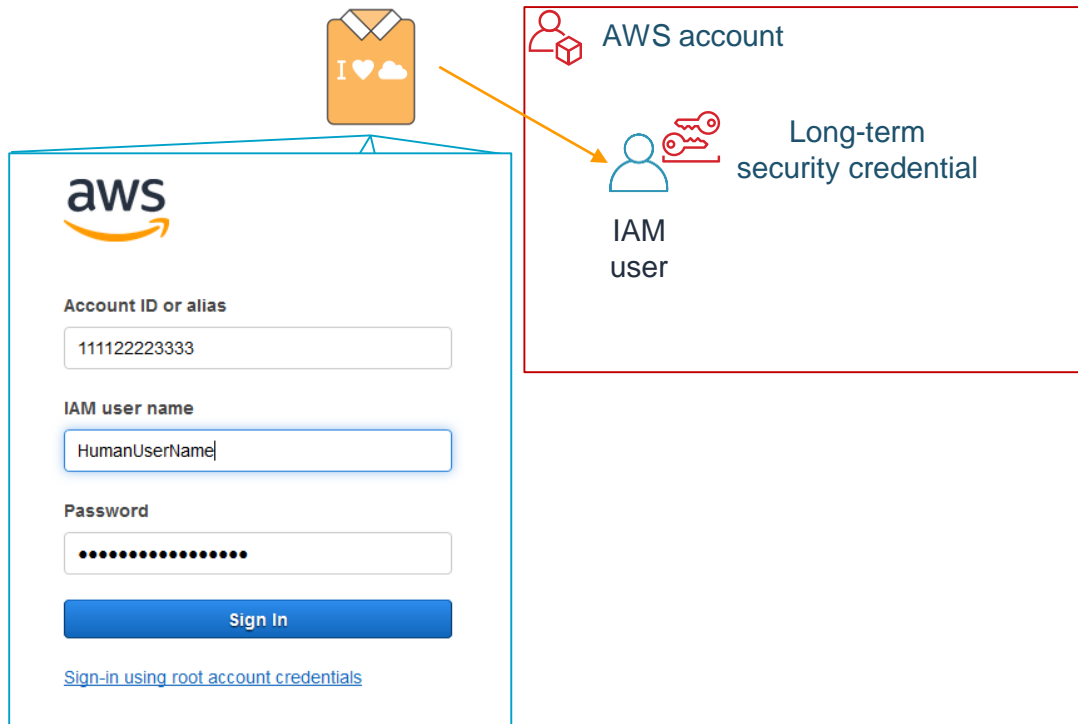 I
AWS account
Long-term
security credential
IAM
user
aws
Account ID or alias
111122223333
IAM user name
HumanUserName
Password
•••••••••••••••••
Sign In
Sign-in using root account credentials